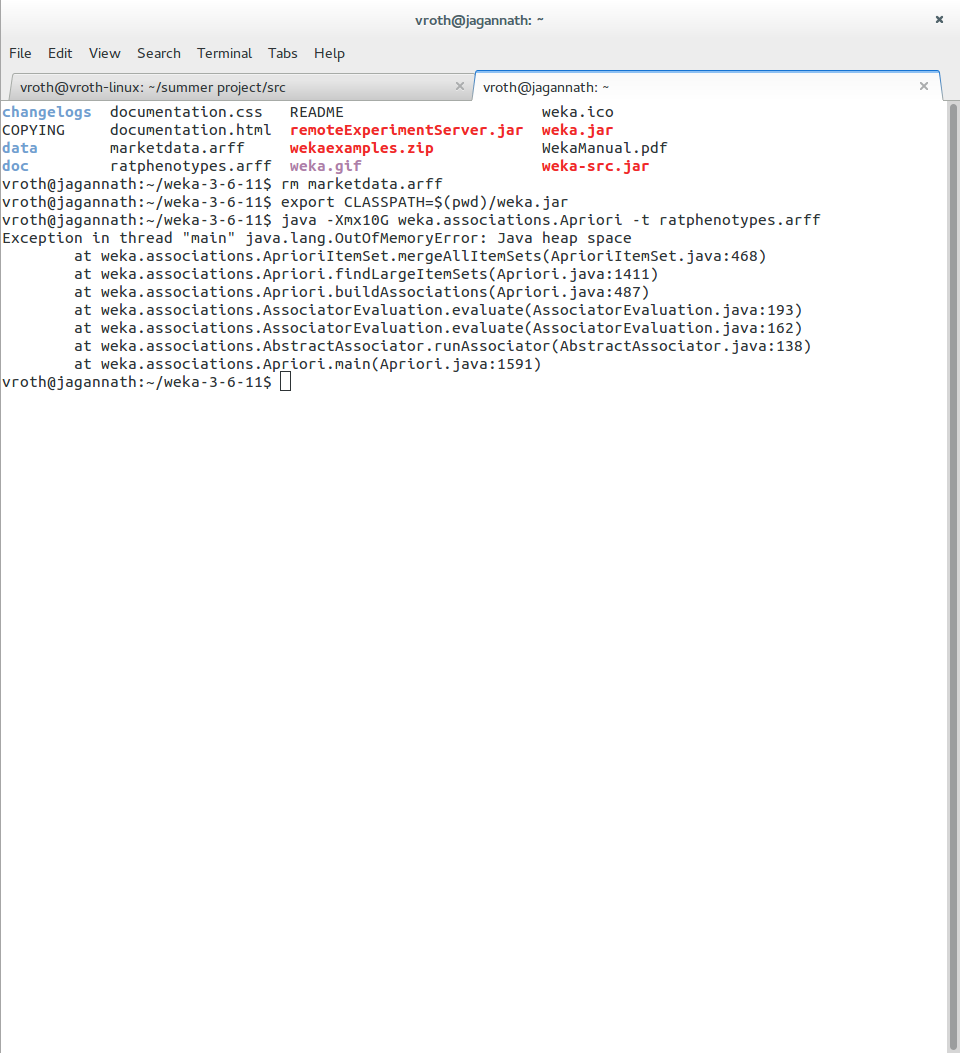 vroth@jagannath: ~
File Edit View Search Terminal Tabs Help
vroth@vroth-linux: ~/summer project/src vroth@jagannath: ~
changelogs documentation.css README weka.ico
COPYING documentation.html remoteExperimentServer.jar weka.jar
data marketdata.arff wekaexamples.zip WekaManual.pdf
doc ratphenotypes.arff weka.gif weka-src.jar
vroth@jagannath:~/weka-3-6-11$ rm marketdata.arff
vroth@jagannath:~/weka-3-6-11$ export CLASSPATH=$(pwd)/weka.jar
vroth@jagannath:~/weka-3-6-11$ java -Xmx10G weka.associations.Apriori -t ratphenotypes.arff
Exception in thread "main" java.lang.OutOfMemoryError: Java heap space
at weka.associations.AprioriItemSet.mergeAllItemSets(AprioriItemSet.java:468)
at weka.associations.Apriori.findLargeItemSets(Apriori.java:1411)
at weka.associations.Apriori.buildAssociations(Apriori.java:487)
at weka.associations.AssociatorEvaluation.evaluate(AssociatorEvaluation.java:193)
at weka.associations.AssociatorEvaluation.evaluate(AssociatorEvaluation.java:162)
at weka.associations.AbstractAssociator.runAssociator(AbstractAssociator.java:138)
at weka.associations.Apriori.main(Apriori.java:1591)
vroth@jagannath:~/weka-3-6-11$